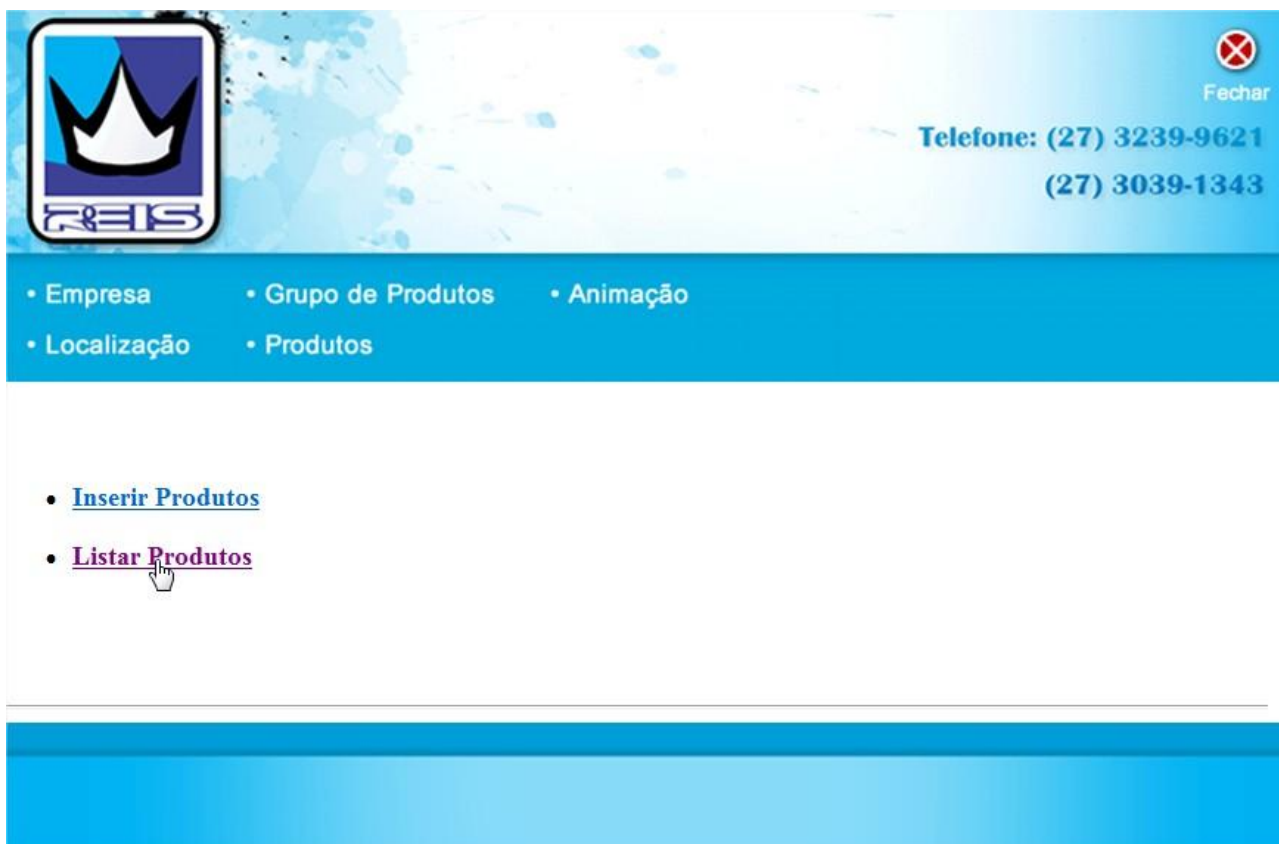 REIS
Fechar
Telefone: (27) 3239-9621
(27) 3039-1343
• Empresa • Grupo de Produtos • Animação
• Localização • Produtos
• Inserir Produtos
• Listar Produtos